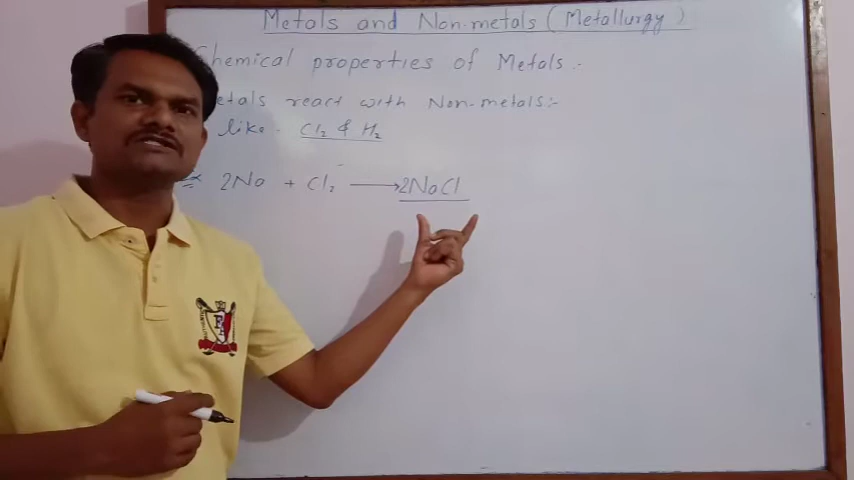 Metals and Non-metals (Metallurgy)
Chemical properties of Metals :-
etals react with Non-metals:-
like - Cl₂ & H₂
2Na + Cl₂ ⟶ 2NaCl